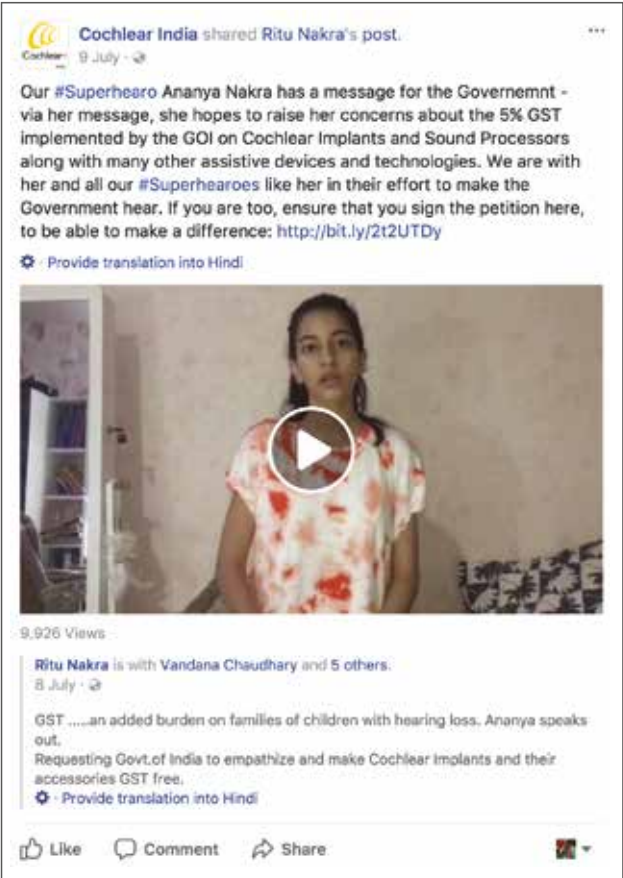 Cochlear India shared Ritu Nakra's post.
Cochlear
9 July ·
Our #Superhearo Ananya Nakra has a message for the Governemnt -
via her message, she hopes to raise her concerns about the 5% GST
implemented by the GOI on Cochlear Implants and Sound Processors
along with many other assistive devices and technologies. We are with
her and all our #Superhearoes like her in their effort to make the
Government hear. If you are too, ensure that you sign the petition here,
to be able to make a difference: http://bit.ly/2t2UTDy
· Provide translation into Hindi
9,926 Views
Ritu Nakra is with Vandana Chaudhary and 5 others.
8 July ·
GST .....an added burden on families of children with hearing loss. Ananya speaks
out.
Requesting Govt.of India to empathize and make Cochlear Implants and their
accessories GST free.
· Provide translation into Hindi
Like Comment Share